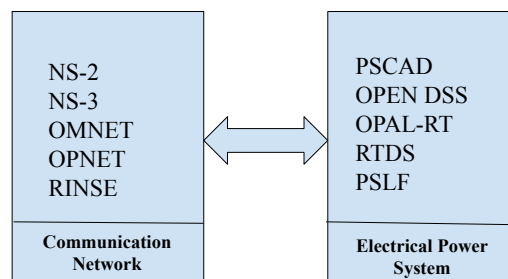 NS-2
NS-3
OMNET
OPNET
RINSE
Communication
Network
PSCAD
OPEN DSS
OPAL-RT
RTDS
PSLF
Electrical Power
System